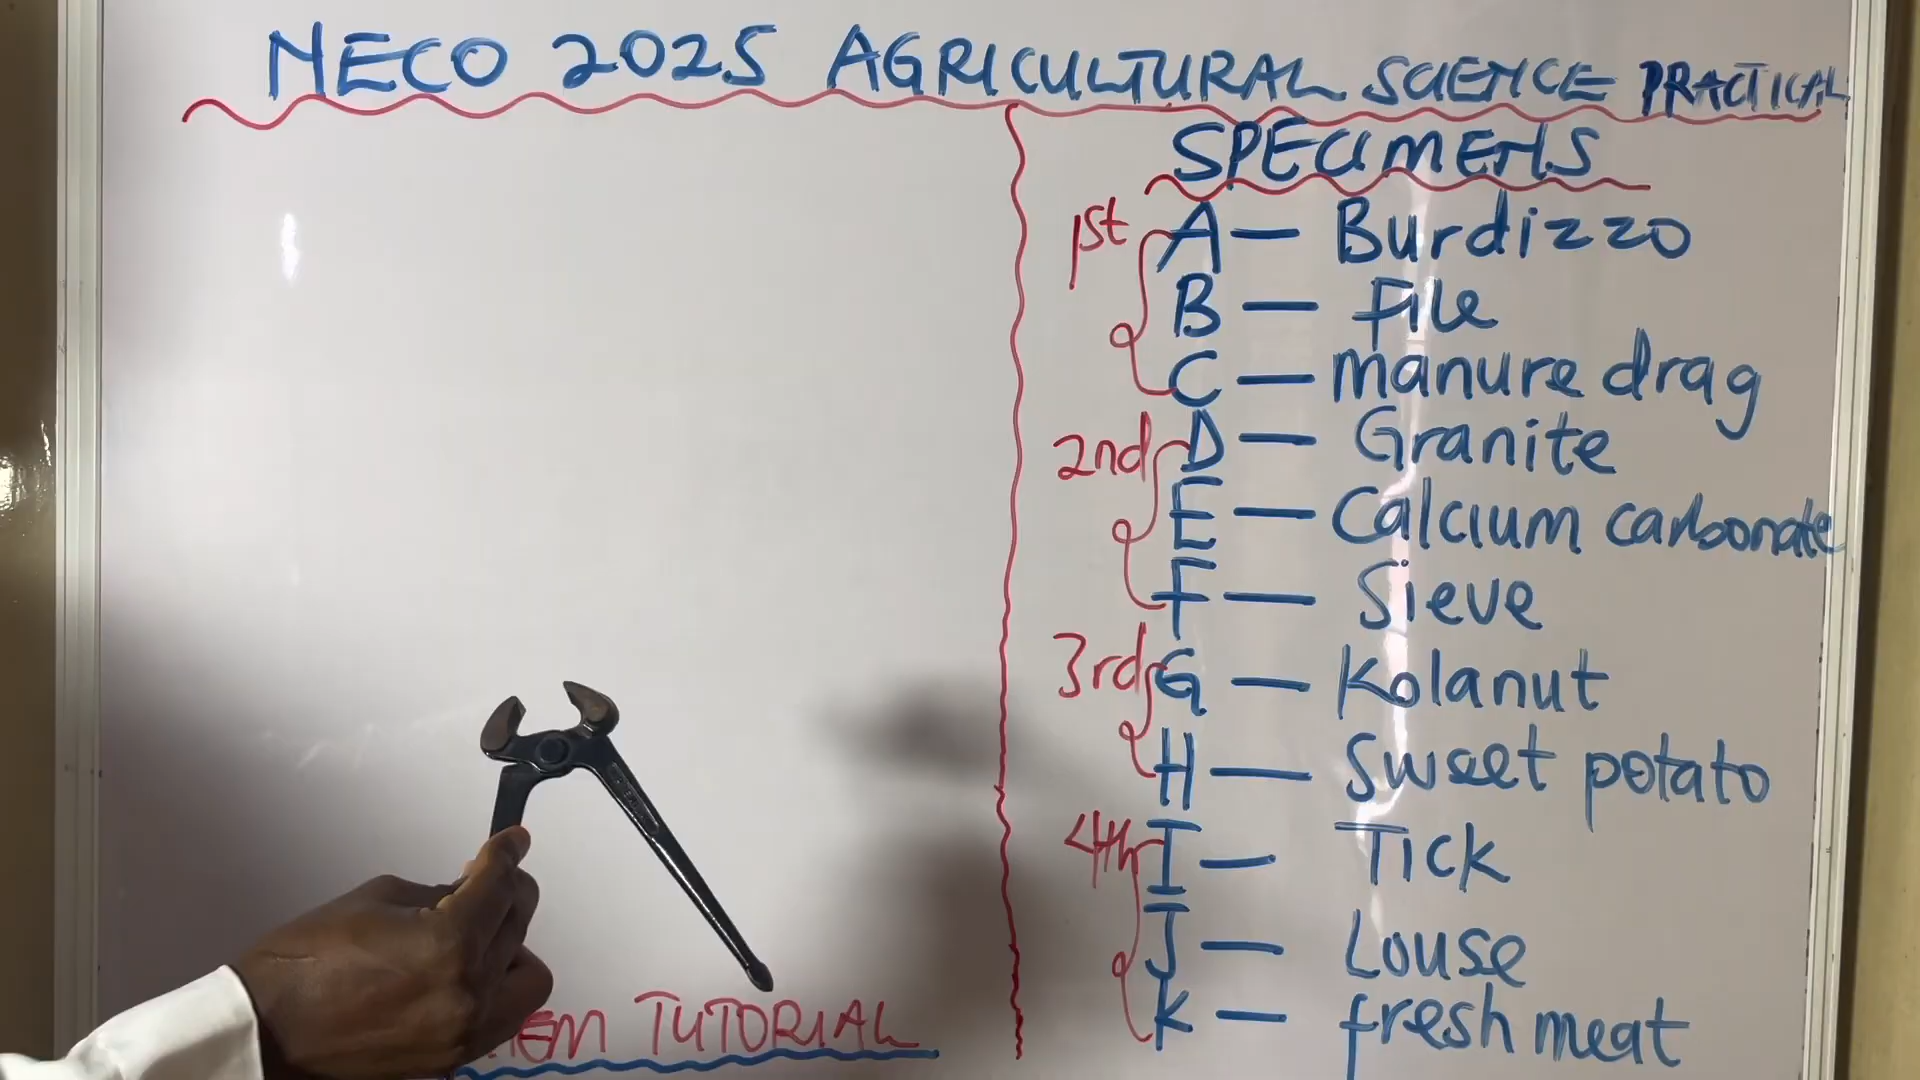 NECO 2025 AGRICULTURAL SCIENCE PRACTICAL
SPECIMENS
1st
A — Burdizzo
B — File
C — manure drag
2nd
D — Granite
E — Calcium carbonate
F — Sieve
3rd
G — Kolanut
H — Sweet potato
4th
I — Tick
J — Louse
K — fresh meat
TUTORIAL